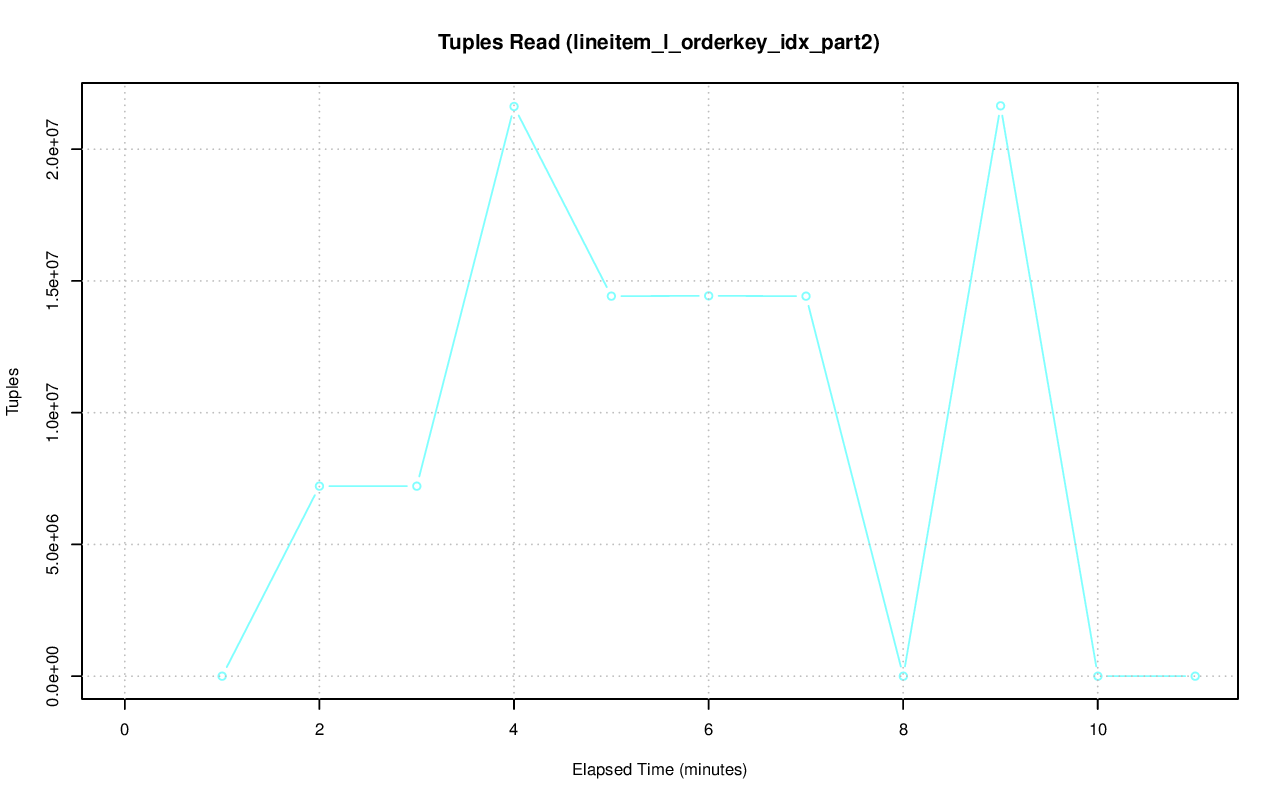 Tuples Read (lineitem_l_orderkey_idx_part2)
Tuples
2.0e+07
1.5e+07
1.0e+07
5.0e+06
0.0e+00
0 2 4 6 8 10
Elapsed Time (minutes)